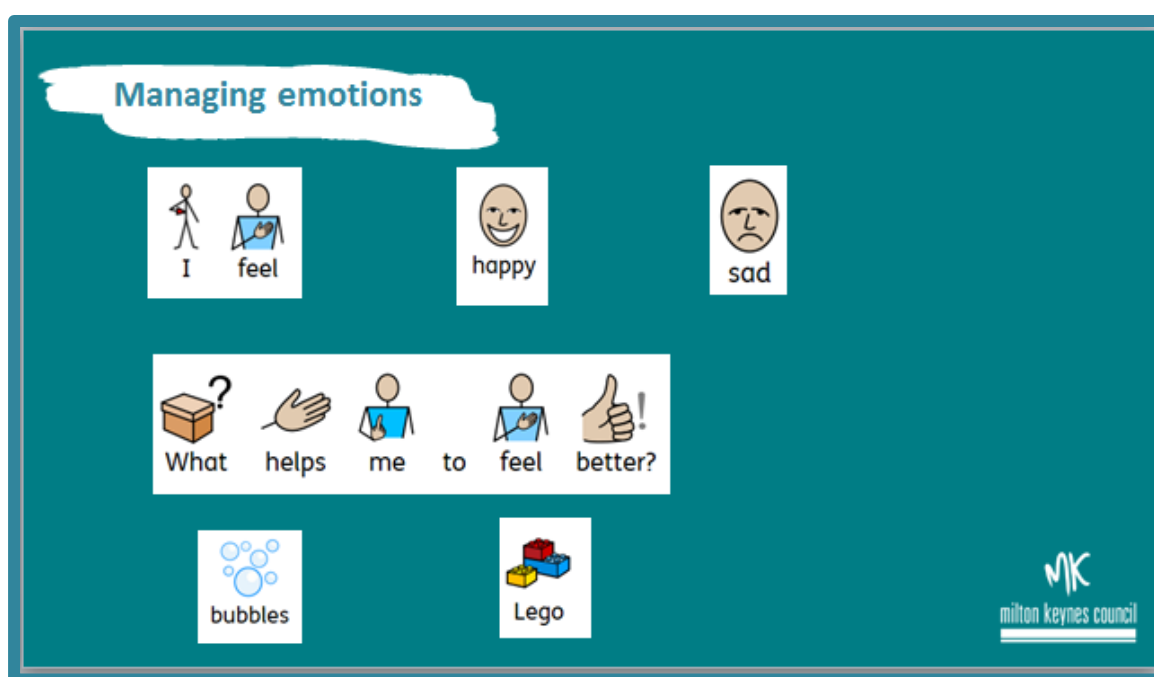 Managing emotions
I feel
happy
sad
?
!
What helps me to feel better?
bubbles
Lego
MK
milton keynes council